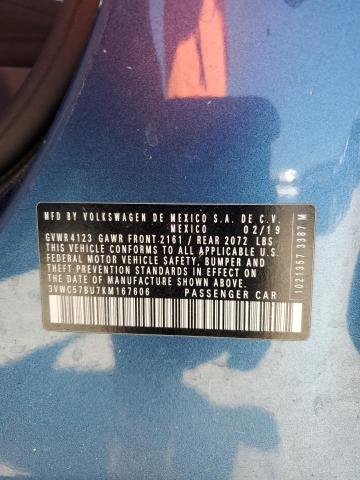 MFD BY VOLKSWAGEN DE MEXICO S.A. DE C.V.
MEXICO 02/19
GVWR 4123 GAWR FRONT 2161 / REAR 2072 LBS
THIS VEHICLE CONFORMS TO ALL APPLICABLE U.S.
FEDERAL MOTOR VEHICLE SAFETY, BUMPER AND
THEFT PREVENTION STANDARDS IN EFFECT ON
THE DATE OF MANUFACTURE SHOWN ABOVE
3VWC57BU7KM167606 PASSENGER CAR
1021357 3387 M